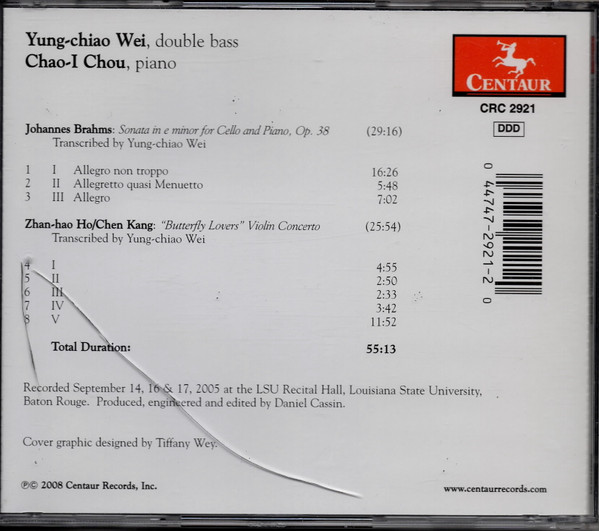 Yung-chiao Wei, double bass
Chao-I Chou, piano
CENTAUR
CRC 2921
DDD
Johannes Brahms: Sonata in e minor for Cello and Piano, Op. 38 (29:16)
Transcribed by Yung-chiao Wei
1 I Allegro non troppo 16:26
2 II Allegretto quasi Menuetto 5:48
3 III Allegro 7:02
Zhan-hao Ho/Chen Kang: "Butterfly Lovers" Violin Concerto (25:54)
Transcribed by Yung-chiao Wei
4 I 4:55
5 II 2:50
6 III 2:33
7 IV 3:42
8 V 11:52
Total Duration: 55:13
0 44747-2921-2 0
Recorded September 14, 16 & 17, 2005 at the LSU Recital Hall, Louisiana State University,
Baton Rouge. Produced, engineered and edited by Daniel Cassin.
Cover graphic designed by Tiffany Wey.
℗© 2008 Centaur Records, Inc.
www.centaurrecords.com